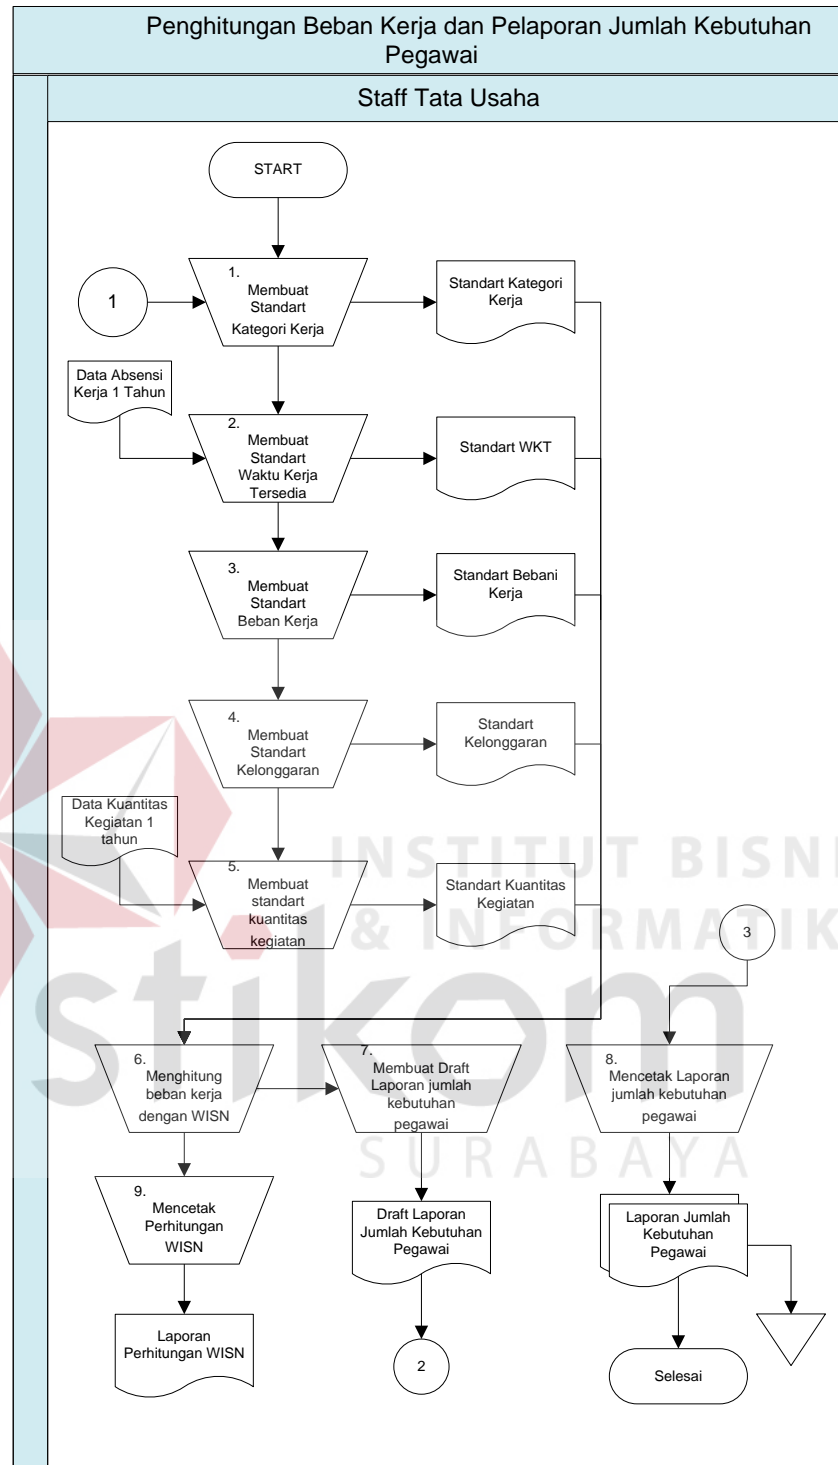 Penghitungan Beban Kerja dan Pelaporan Jumlah Kebutuhan
Pegawai
Staff Tata Usaha
START
1
1.
Membuat
Standart
Kategori Kerja
Standart Kategori
Kerja
Data Absensi
Kerja 1 Tahun
2.
Membuat
Standart
Waktu Kerja
Tersedia
Standart WKT
3.
Membuat
Standart
Beban Kerja
Standart Bebani
Kerja
4.
Membuat
Standart
Kelonggaran
Standart
Kelonggaran
Data Kuantitas
Kegiatan 1
tahun
5.
Membuat
standart
kuantitas
kegiatan
Standart Kuantitas
Kegiatan
INSTITUT BISNI
& INFORMATIK
stikom
SURABAYA
3
6.
Menghitung
beban kerja
dengan WISN
7.
Membuat Draft
Laporan jumlah
kebutuhan
pegawai
8.
Mencetak Laporan
jumlah kebutuhan
pegawai
9.
Mencetak
Perhitungan
WISN
Draft Laporan
Jumlah Kebutuhan
Pegawai
Laporan Jumlah
Kebutuhan
Pegawai
Laporan
Perhitungan WISN
2
Selesai